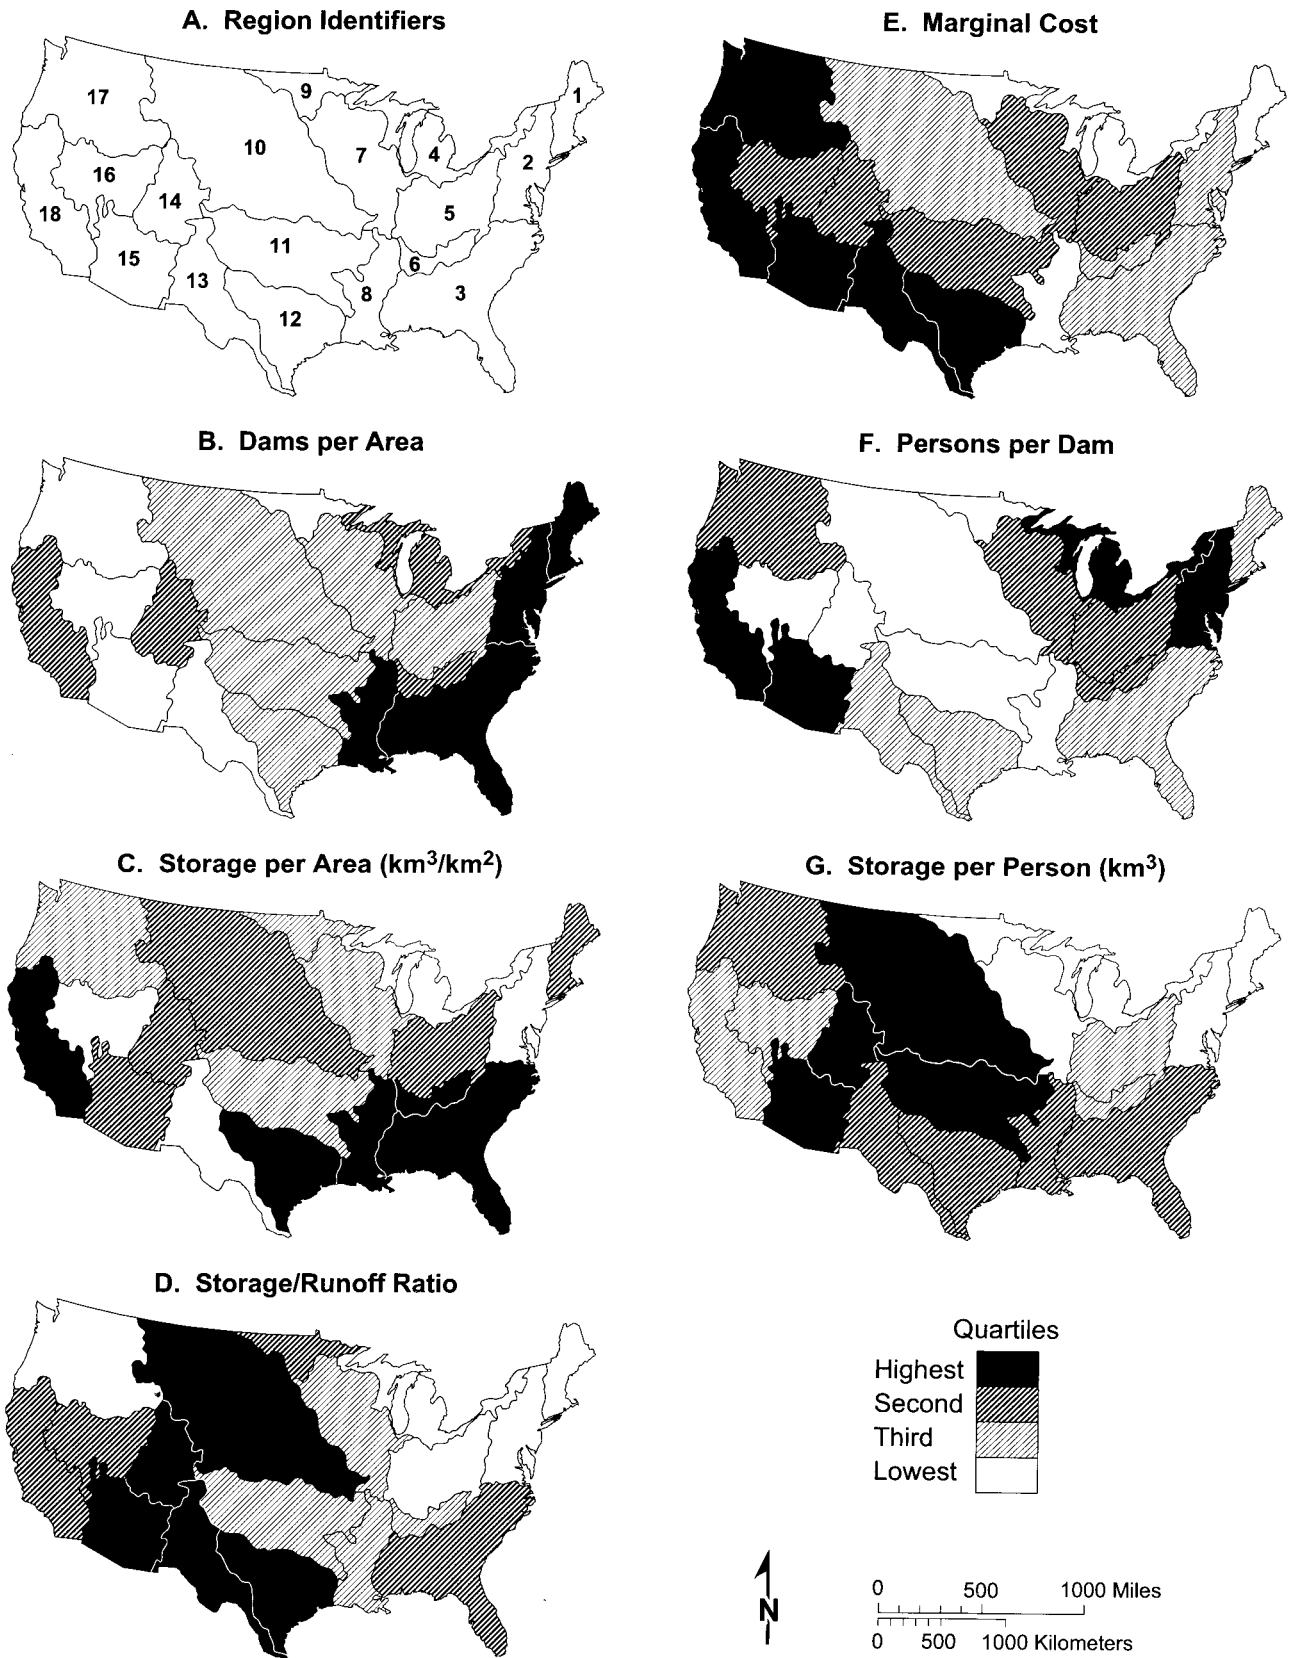 A. Region Identifiers
17
9
1
10
7
4
2
16
14
5
18
11
15
6
13
8
3
12
B. Dams per Area
C. Storage per Area (km³/km²)
D. Storage/Runoff Ratio
E. Marginal Cost
F. Persons per Dam
G. Storage per Person (km³)
Quartiles
Highest
Second
Third
Lowest
N
0 500 1000 Miles
0 500 1000 Kilometers